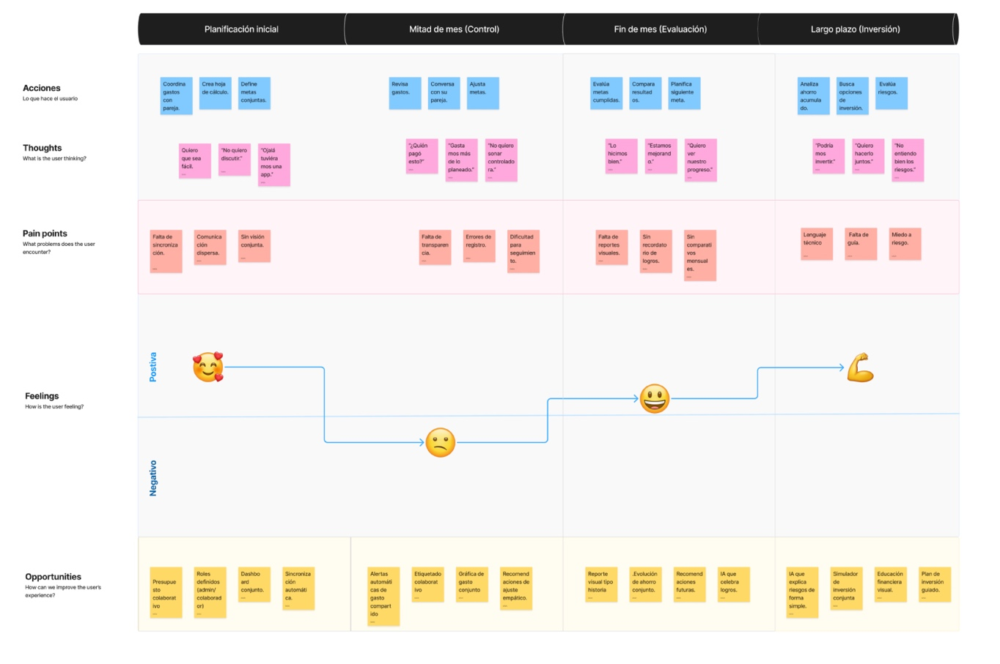 Planificación inicial
Mitad de mes (Control)
Fin de mes (Evaluación)
Largo plazo (Inversión)
Acciones
Lo que hace el usuario
Coordina
gastos
con
pareja.
Crea hoja
de cálculo.
Define
metas
conjuntas.
Revisa
gastos.
Conversa
con su
pareja.
Ajusta
metas.
Evalúa
metas
cumplidas.
Compara
resultad
os.
Planifica
siguiente
meta.
Analiza
ahorro
acumula
do.
Busca
opciones
de
inversión.
Evalúa
riesgos.
Thoughts
What is the user thinking?
Quiero
que sea
fácil.
"No quiero
discutir."
"Ojalá
tuviéra
mos una
app."
"¿Quién
pagó
esto?"
"Gasta
mos más
de lo
planeado."
"No quiero
sonar
controlado
ra."
"Lo
hicimos
bien."
"Estamos
mejorand
o."
"Quiero
ver
nuestro
progreso."
"Podría
mos
invertir."
"Quiero
hacerlo
juntos."
"No
entiendo
bien los
riesgos."
Pain points
What problems does the user
encounter?
Falta de
sincroniza
ción.
Comunica
ción
dispersa.
Sin visión
conjunta.
Falta de
transparen
cia.
Errores de
registro.
Dificultad
para
seguimien
to.
Falta de
reportes
visuales.
Sin
recordato
rio de
logros.
Sin
comparati
vos
mensual
es.
Lenguaje
técnico
Falta de
guía.
Miedo a
riesgo.
Feelings
How is the user feeling?
Postiva
Negativo
Opportunities
How can we improve the user's
experience?
Presupue
sto
colaborat
ivo
Roles
definidos
(admin/
colaborad
or)
Dashbo
ard
conjunto.
Sincroniza
ción
automáti
ca.
Alertas
automáti
cas de
gasto
compart
ido
Etiquetado
colaborat
ivo
Gráfica de
gasto
conjunto
Recomend
aciones de
ajuste
empático.
Reporte
visual tipo
historia
.Evolución
de ahorro
conjunto.
Recomend
aciones
futuras.
IA que
celebra
logros.
IA que
explica
riesgos de
forma
simple.
Simulador
de
inversión
conjunta
Educación
financiera
visual.
Plan de
inversión
guiado.